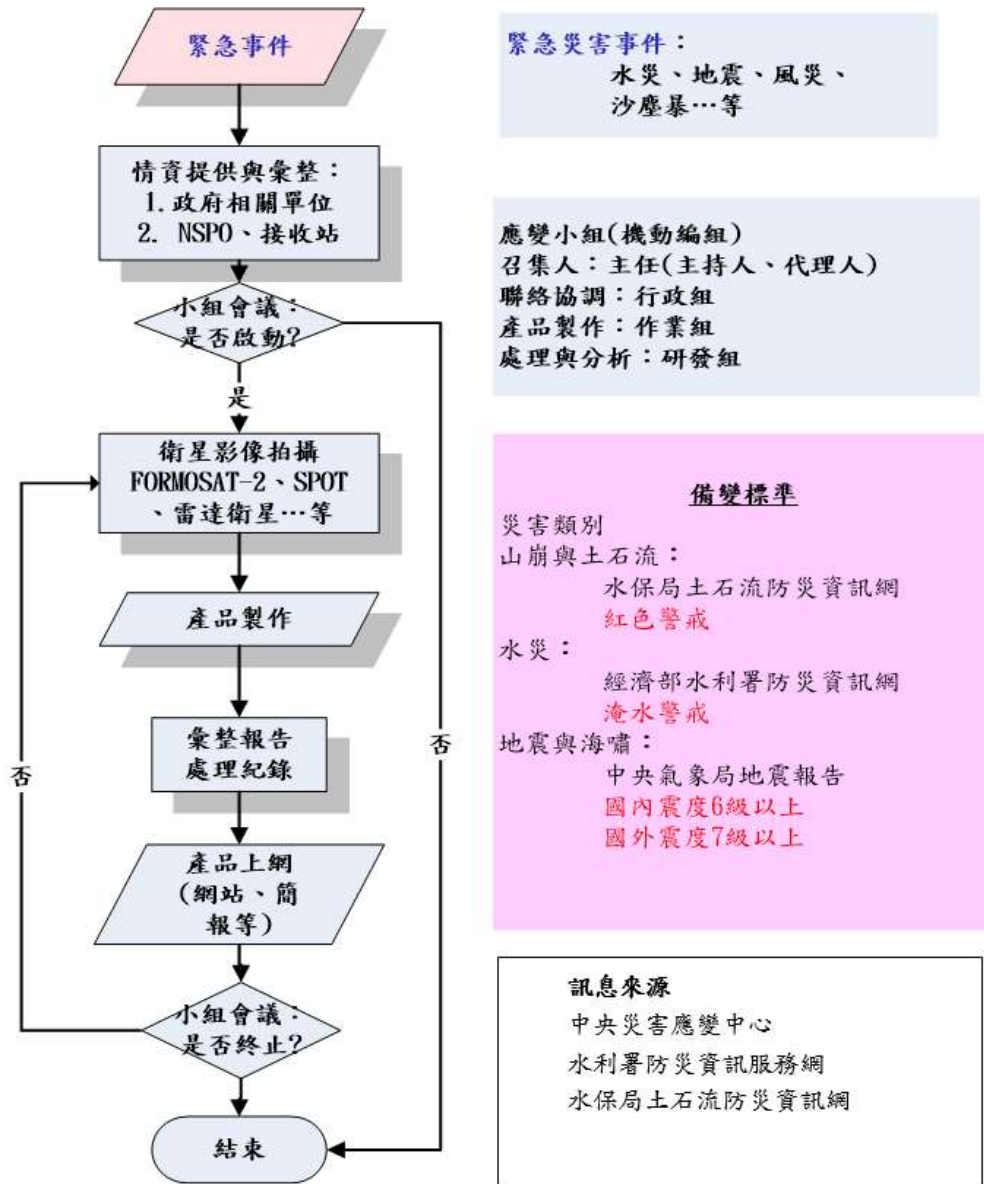 緊急事件
情資提供與彙整：
1.政府相關單位
2. NSPO、接收站
小組會議：
是否啟動?
是
衛星影像拍攝
FORMOSAT-2、SPOT
、雷達衛星…等
產品製作
彙整報告
處理紀錄
否
否
產品上網
(網站、簡
報等)
小組會議：
是否終止?
結束
緊急災害事件：
水災、地震、風災、
沙塵暴…等
應變小組(機動編組)
召集人：主任(主持人、代理人)
聯絡協調：行政組
產品製作：作業組
處理與分析：研發組
備變標準
災害類別
山崩與土石流：
水保局土石流防災資訊網
紅色警戒
水災：
經濟部水利署防災資訊網
淹水警戒
地震與海嘯：
中央氣象局地震報告
國內震度6級以上
國外震度7級以上
訊息來源
中央災害應變中心
水利署防災資訊服務網
水保局土石流防災資訊網